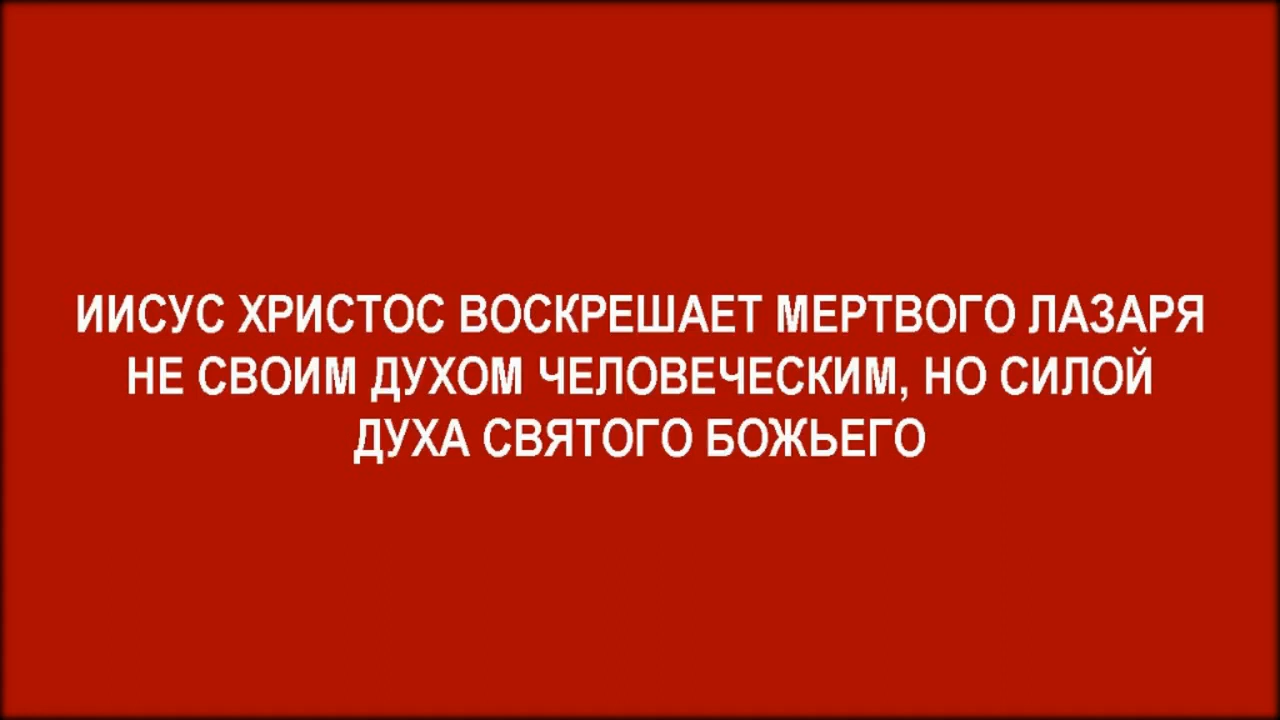 ИИСУС ХРИСТОС ВОСКРЕШАЕТ МЕРТВОГО ЛАЗАРЯ
НЕ СВОИМ ДУХОМ ЧЕЛОВЕЧЕСКИМ, НО СИЛОЙ
ДУХА СВЯТОГО БОЖЬЕГО